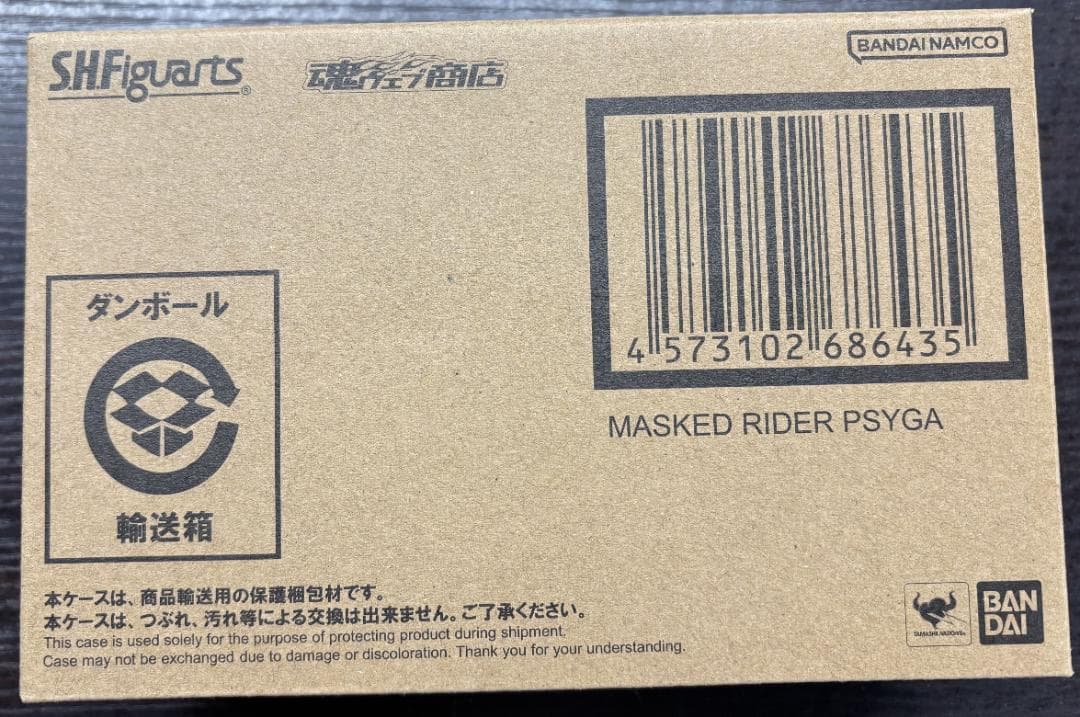 S.H.Figuarts®
魂ウェブ商店
BANDAI NAMCO
4 573102 686435
MASKED RIDER PSYGA
ダンボール
輸送箱
本ケースは、商品輸送用の保護梱包材です。
本ケースは、つぶれ、汚れ等による交換は出来ません。ご了承ください。
This case is used solely for the purpose of protecting product during shipment.
Case may not be exchanged due to damage or discoloration. Thank you for your understanding.
TAMASHII NATIONS
BAN
DAI